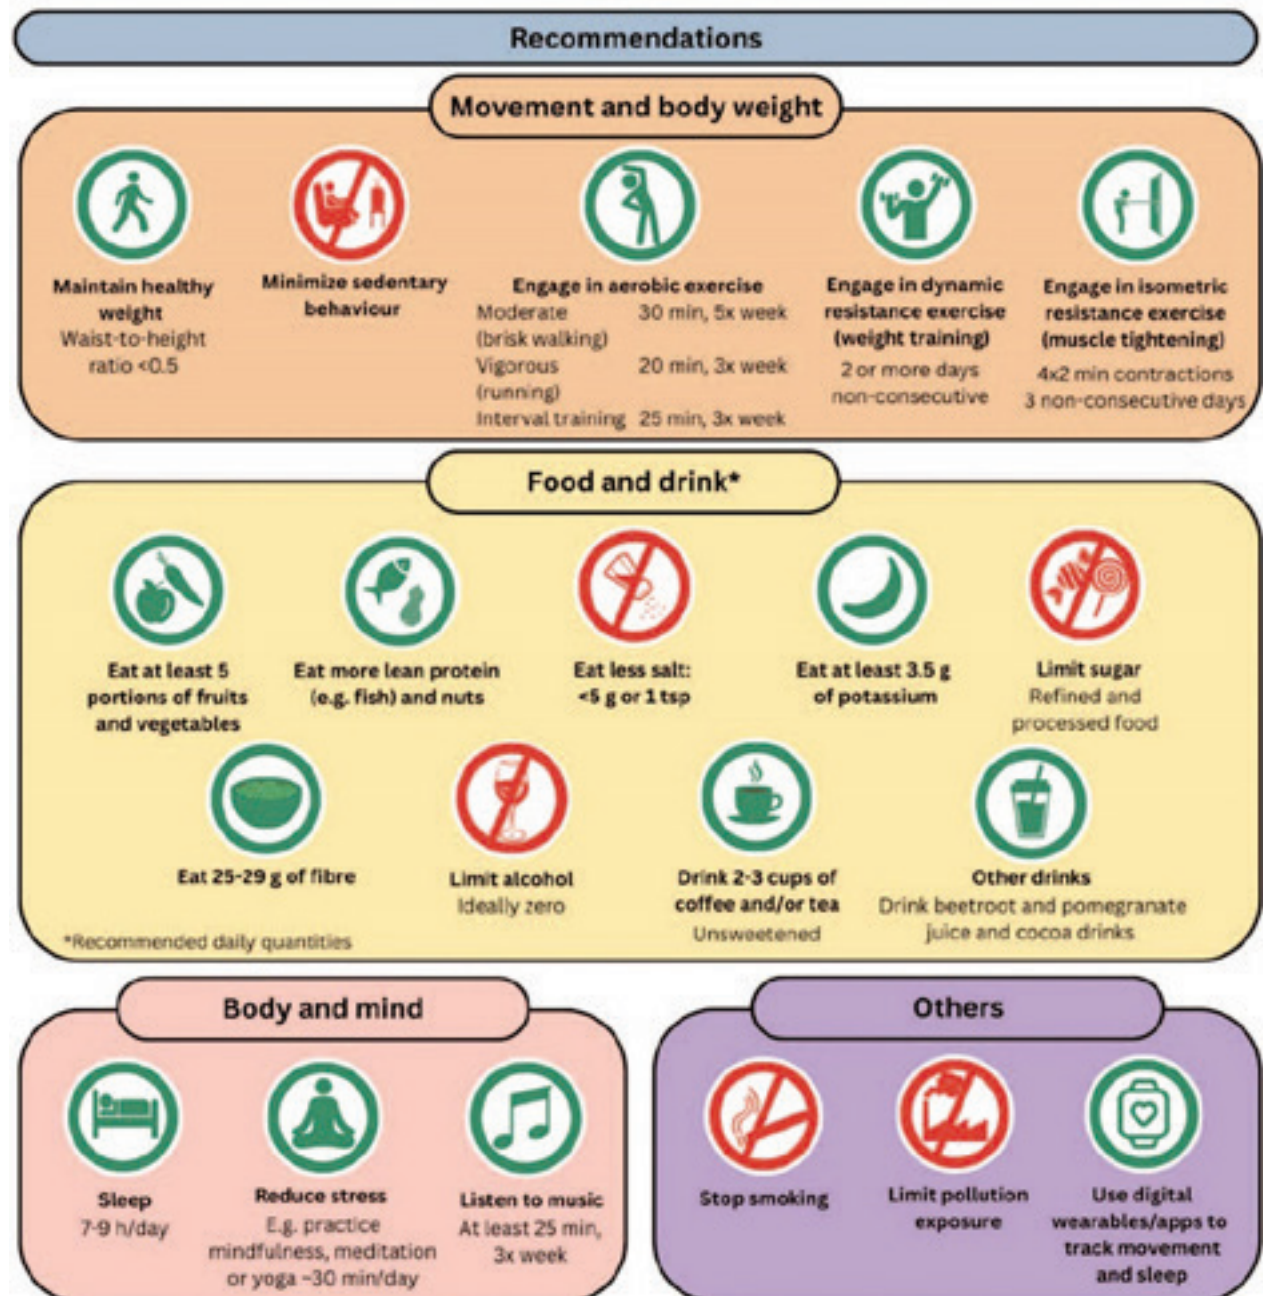 Recommendations
Movement and body weight
Maintain healthy
weight
Waist-to-height
ratio <0.5
Minimize sedentary
behaviour
Engage in aerobic exercise
Moderate 30 min, 5x week
(brisk walking)
Vigorous 20 min, 3x week
(running)
Interval training 25 min, 3x week
Engage in dynamic
resistance exercise
(weight training)
2 or more days
non-consecutive
Engage in isometric
resistance exercise
(muscle tightening)
4x2 min contractions
3 non-consecutive days
Food and drink*
Eat at least 5
portions of fruits
and vegetables
Eat more lean protein
(e.g. fish) and nuts
Eat less salt:
<5 g or 1 tsp
Eat at least 3.5 g
of potassium
Limit sugar
Refined and
processed food
Eat 25-29 g of fibre
Limit alcohol
Ideally zero
Drink 2-3 cups of
coffee and/or tea
Unsweetened
Other drinks
Drink beetroot and pomegranate
juice and cocoa drinks
*Recommended daily quantities
Body and mind
Sleep
7-9 h/day
Reduce stress
E.g. practice
mindfulness, meditation
or yoga ~30 min/day
Listen to music
At least 25 min,
3x week
Others
Stop smoking
Limit pollution
exposure
Use digital
wearables/apps to
track movement
and sleep